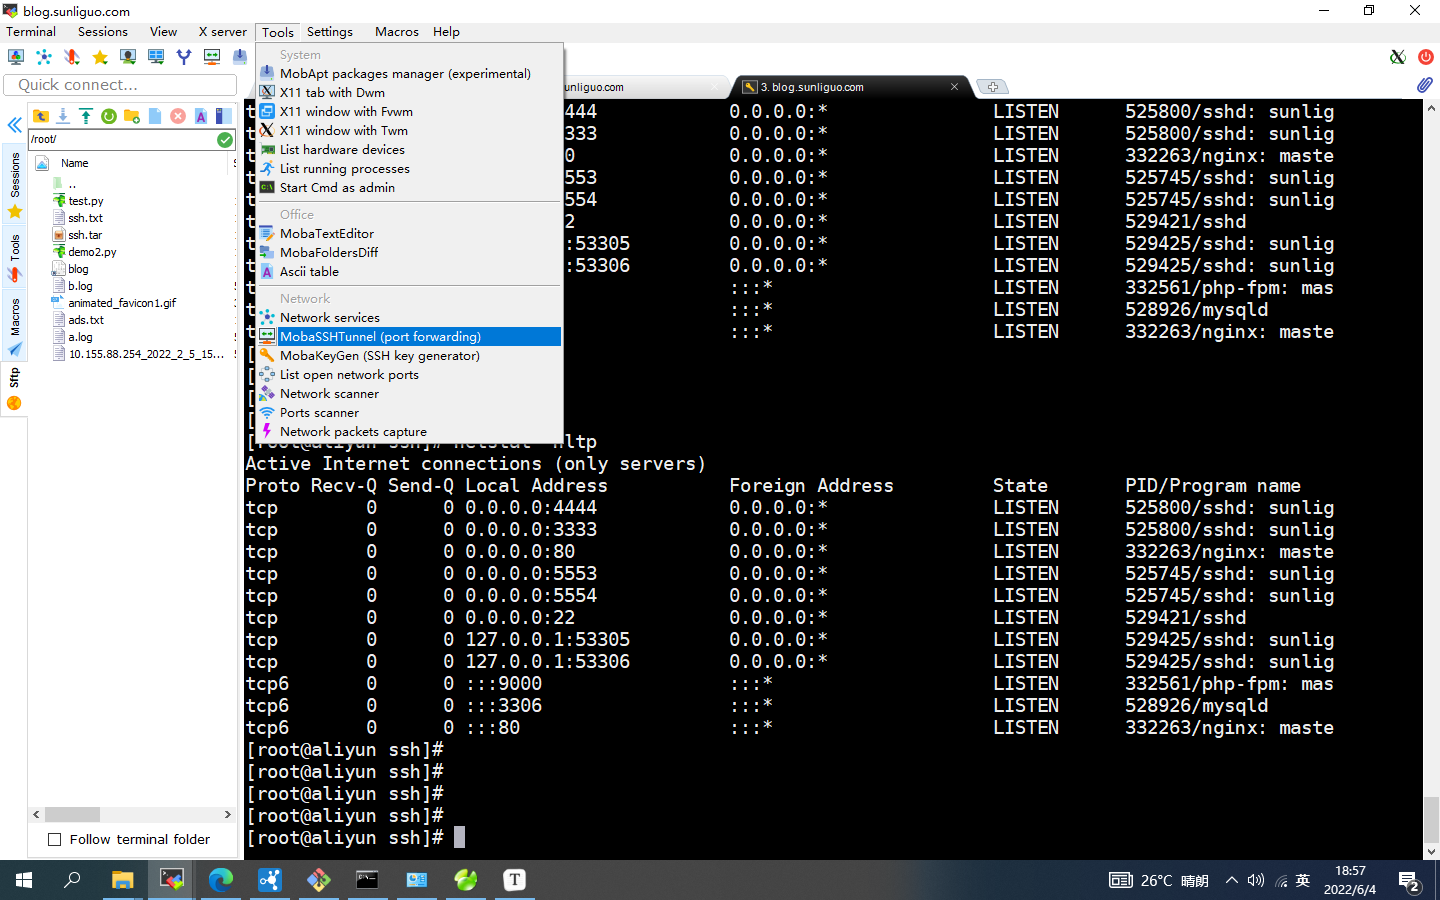 blog.sunliguo.com
Terminal Sessions View X server Tools Settings Macros Help
Quick connect...
System
MobApt packages manager (experimental)
X11 tab with Dwm
X11 window with Fvwm
X11 window with Twm
List hardware devices
List running processes
Start Cmd as admin
Office
MobaTextEditor
MobaFoldersDiff
Ascii table
Network
Network services
MobaSSHTunnel (port forwarding)
MobaKeyGen (SSH key generator)
List open network ports
Network scanner
Ports scanner
Network packets capture
unliguo.com
3. blog.sunliguo.com
/root/
Name
..
test.py
ssh.txt
ssh.tar
demo2.py
blog
b.log
animated_favicon1.gif
ads.txt
a.log
10.155.88.254_2022_2_5_15...
Sessions
Tools
Macros
Sftp
Follow terminal folder
444 0.0.0.0:* LISTEN 525800/sshd: sunlig
333 0.0.0.0:* LISTEN 525800/sshd: sunlig
0 0.0.0.0:* LISTEN 332263/nginx: maste
553 0.0.0.0:* LISTEN 525745/sshd: sunlig
554 0.0.0.0:* LISTEN 525745/sshd: sunlig
2 0.0.0.0:* LISTEN 529421/sshd
:53305 0.0.0.0:* LISTEN 529425/sshd: sunlig
:53306 0.0.0.0:* LISTEN 529425/sshd: sunlig
:::* LISTEN 332561/php-fpm: mas
:::* LISTEN 528926/mysqld
:::* LISTEN 332263/nginx: maste
[root@aliyun ssh]# netstat -nltp
Active Internet connections (only servers)
Proto Recv-Q Send-Q Local Address Foreign Address State PID/Program name
tcp 0 0 0.0.0.0:4444 0.0.0.0:* LISTEN 525800/sshd: sunlig
tcp 0 0 0.0.0.0:3333 0.0.0.0:* LISTEN 525800/sshd: sunlig
tcp 0 0 0.0.0.0:80 0.0.0.0:* LISTEN 332263/nginx: maste
tcp 0 0 0.0.0.0:5553 0.0.0.0:* LISTEN 525745/sshd: sunlig
tcp 0 0 0.0.0.0:5554 0.0.0.0:* LISTEN 525745/sshd: sunlig
tcp 0 0 0.0.0.0:22 0.0.0.0:* LISTEN 529421/sshd
tcp 0 0 127.0.0.1:53305 0.0.0.0:* LISTEN 529425/sshd: sunlig
tcp 0 0 127.0.0.1:53306 0.0.0.0:* LISTEN 529425/sshd: sunlig
tcp6 0 0 :::9000 :::* LISTEN 332561/php-fpm: mas
tcp6 0 0 :::3306 :::* LISTEN 528926/mysqld
tcp6 0 0 :::80 :::* LISTEN 332263/nginx: maste
[root@aliyun ssh]#
[root@aliyun ssh]#
[root@aliyun ssh]#
[root@aliyun ssh]#
[root@aliyun ssh]#
26°C 晴朗 英 18:57
2022/6/4
2